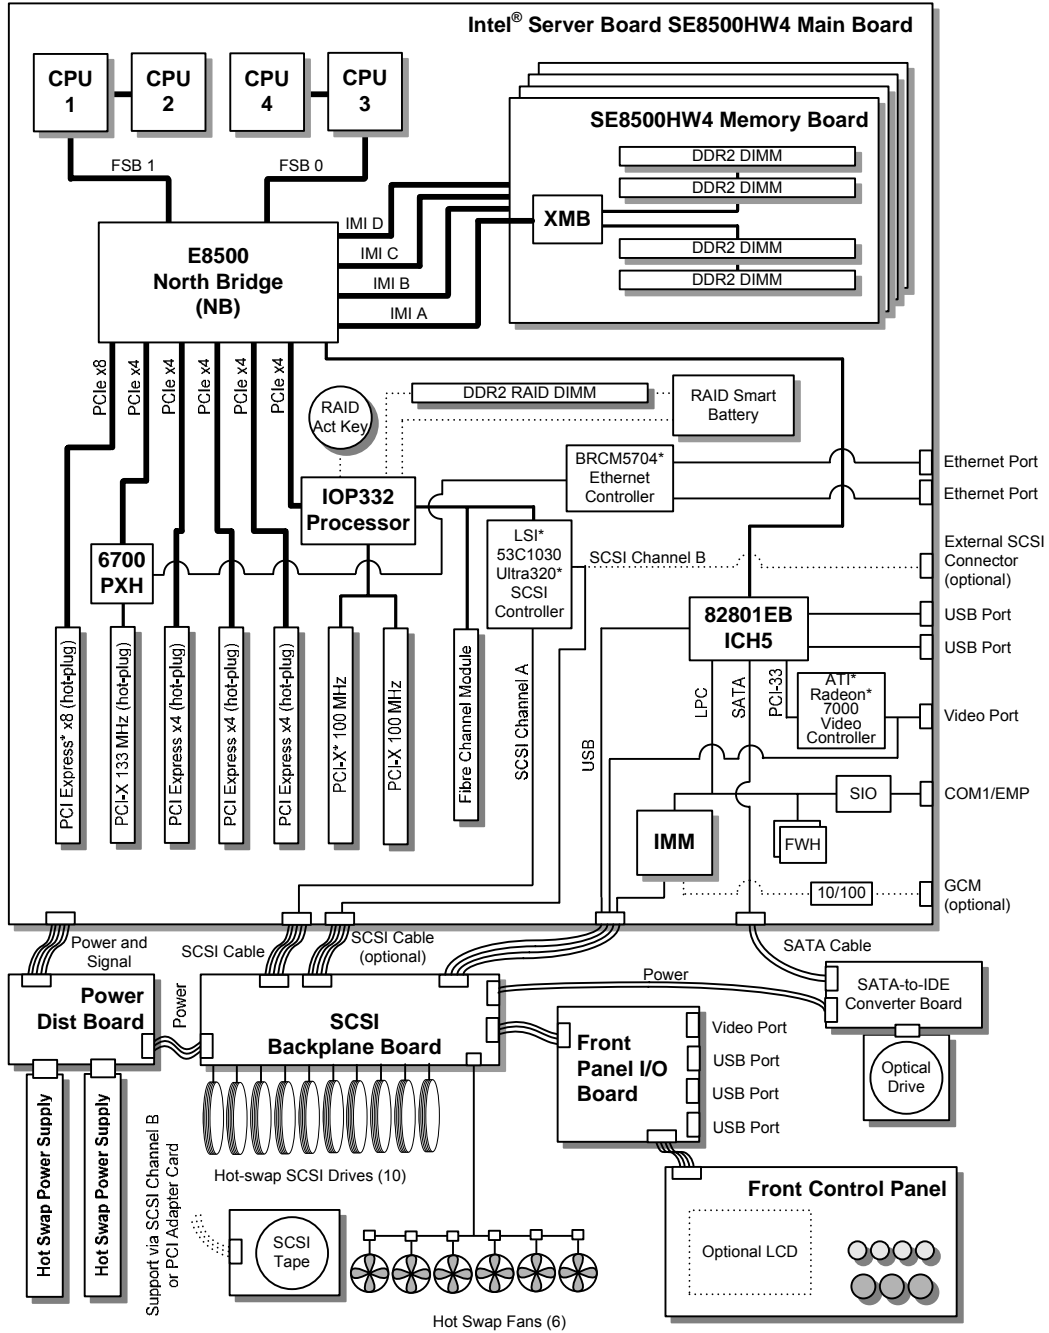 Intel® Server Board SE8500HW4 Main Board
CPU
1
CPU
2
CPU
4
CPU
3
SE8500HW4 Memory Board
DDR2 DIMM
DDR2 DIMM
XMB
DDR2 DIMM
DDR2 DIMM
FSB 1
FSB 0
IMI D
IMI C
IMI B
IMI A
E8500
North Bridge
(NB)
PCIe x8
PCIe x4
PCIe x4
PCIe x4
PCIe x4
PCIe x4
RAID
Act Key
DDR2 RAID DIMM
RAID Smart
Battery
BRCM5704*
Ethernet
Controller
Ethernet Port
Ethernet Port
IOP332
Processor
LSI*
53C1030
Ultra320*
SCSI
Controller
SCSI Channel B
External SCSI
Connector
(optional)
6700
PXH
82801EB
ICH5
USB Port
USB Port
PCI Express* x8 (hot-plug)
PCI-X 133 MHz (hot-plug)
PCI Express x4 (hot-plug)
PCI Express x4 (hot-plug)
PCI Express x4 (hot-plug)
PCI-X* 100 MHz
PCI-X 100 MHz
Fibre Channel Module
SCSI Channel A
USB
LPC
SATA
PCI-33
ATI*
Radeon*
7000
Video
Controller
Video Port
SIO
COM1/EMP
IMM
FWH
10/100
GCM
(optional)
Power and
Signal
SCSI Cable
SCSI Cable
(optional)
SATA Cable
Power
Power
Dist Board
Power
SCSI
Backplane Board
SATA-to-IDE
Converter Board
Front
Panel I/O
Board
Video Port
USB Port
USB Port
USB Port
Optical
Drive
Hot Swap Power Supply
Hot Swap Power Supply
Support via SCSI Channel B
or PCI Adapter Card
Hot-swap SCSI Drives (10)
SCSI
Tape
Front Control Panel
Optional LCD
Hot Swap Fans (6)